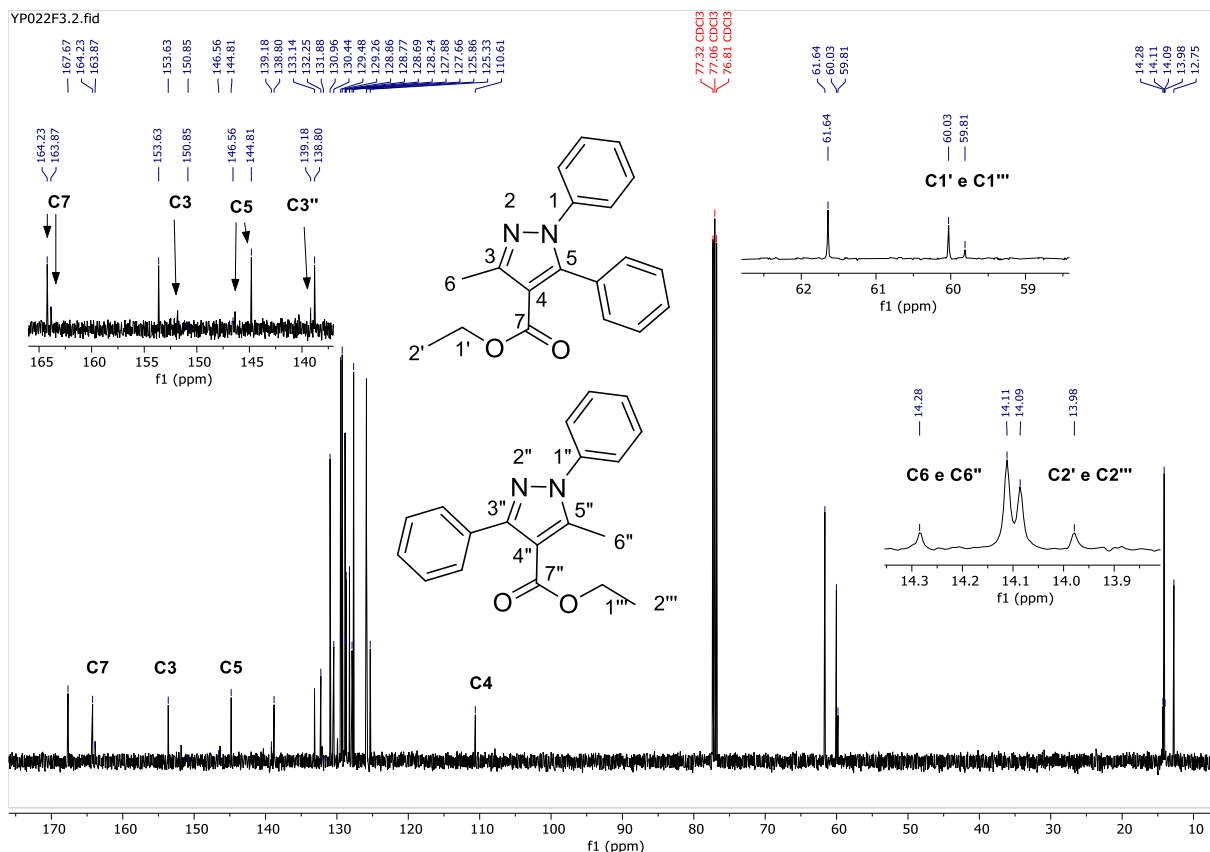 YP022F3.2.fid
167.67
164.23
163.87
153.63
150.85
146.56
144.81
139.18
138.80
133.14
132.25
131.88
130.96
130.44
129.48
129.26
128.86
128.77
128.69
128.24
127.88
127.66
125.86
125.33
110.61
77.32 CDCl3
77.06 CDCl3
76.81 CDCl3
61.64
60.03
59.81
14.28
14.11
14.09
13.98
12.75
164.23
163.87
153.63
150.85
146.56
144.81
139.18
138.80
C7
C3
C5
C3"
165 160 155 150 145 140
f1 (ppm)
1
2
N
N
3
5
6
4
7
2'
1'
O
O
61.64
60.03
59.81
C1' e C1'''
62 61 60 59
f1 (ppm)
1"
2"
N
N
3"
5"
4"
6"
7"
O
O
1'''
2'''
14.28
14.11
14.09
13.98
C6 e C6"
C2' e C2'''
14.3 14.2 14.1 14.0 13.9
f1 (ppm)
C7
C3
C5
C4
170 160 150 140 130 120 110 100 90 80 70 60 50 40 30 20 10
f1 (ppm)